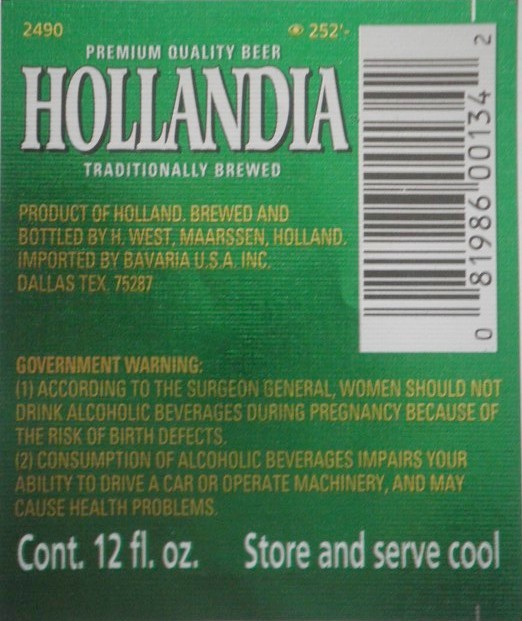 2490
252'-
PREMIUM QUALITY BEER
HOLLANDIA
TRADITIONALLY BREWED
PRODUCT OF HOLLAND. BREWED AND
BOTTLED BY H. WEST, MAARSSEN, HOLLAND.
IMPORTED BY BAVARIA U.S.A. INC.
DALLAS TEX. 75287
0 81986 00134 2
GOVERNMENT WARNING:
(1) ACCORDING TO THE SURGEON GENERAL, WOMEN SHOULD NOT
DRINK ALCOHOLIC BEVERAGES DURING PREGNANCY BECAUSE OF
THE RISK OF BIRTH DEFECTS.
(2) CONSUMPTION OF ALCOHOLIC BEVERAGES IMPAIRS YOUR
ABILITY TO DRIVE A CAR OR OPERATE MACHINERY, AND MAY
CAUSE HEALTH PROBLEMS.
Cont. 12 fl. oz. Store and serve cool